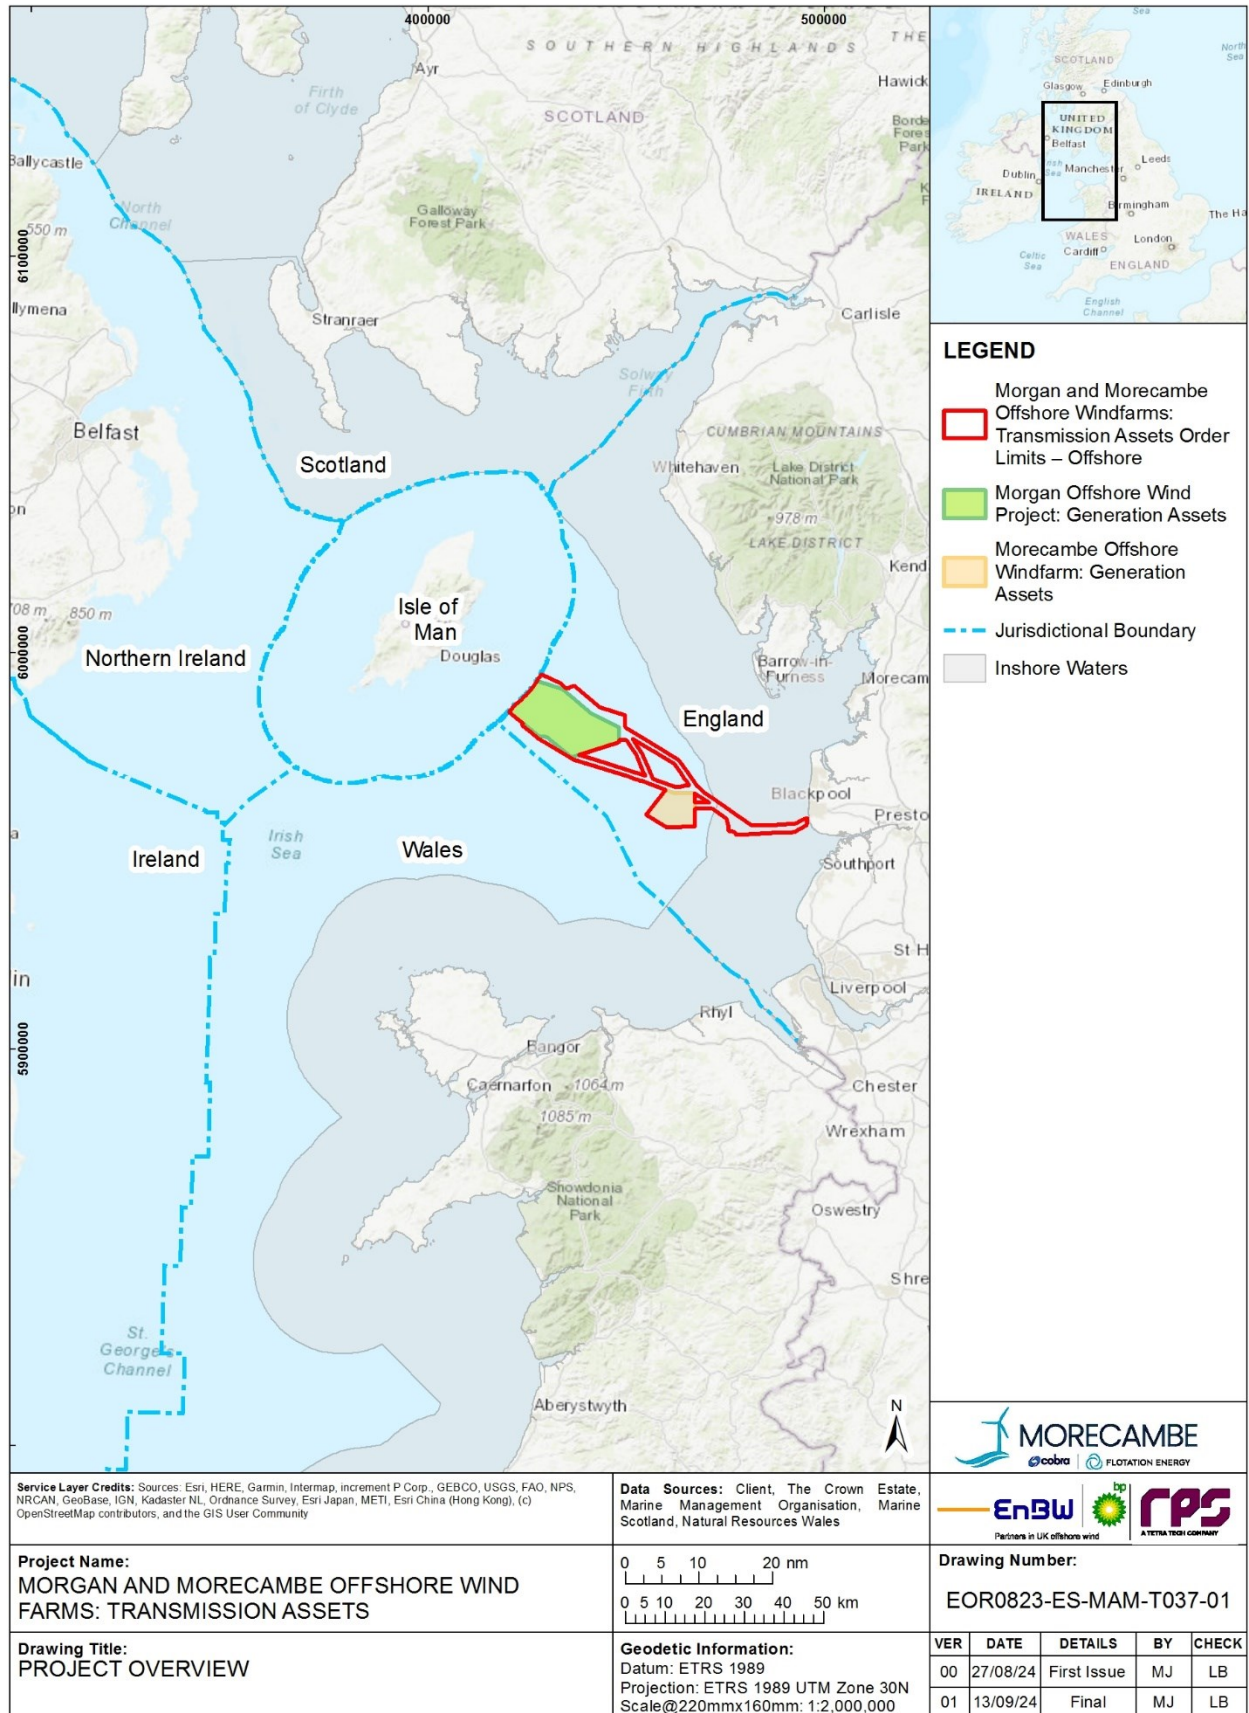 400000
500000
SOUTHERN HIGHLANDS
THE
Ayr
Hawick
Firth
of Clyde
SCOTLAND
Borde
Fores
Park
Ballycastle
North
Channel
550 m
Galloway
Forest Park
6100000
llymena
Stranraer
Carlisle
Solway
Firth
Belfast
CUMBRIAN MOUNTAINS
Scotland
Whitehaven
Lake District
National Park
on
978 m
LAKE DISTRICT
Kend
Isle of
Man
850 m
Northern Ireland
6000000
Douglas
Barrow-in-
Furness
Morecam
England
Blackpool
Presto
Irish
Sea
Ireland
Wales
Southport
St H
in
Liverpool
Rhyl
Bangor
5900000
Caernarfon
1064 m
Chester
1085 m
Wrexham
Snowdonia
National
Park
Oswestry
Shre
St.
George's
Channel
Aberystwyth
N
Sea
North
Sea
SCOTLAND
Glasgow
Edinburgh
UNITED
KINGDOM
Belfast
Irish
Sea
Leeds
Dublin
Manchester
IRELAND
Birmingham
The Ha
WALES
London
Cardiff
Celtic
Sea
ENGLAND
English
Channel
LEGEND
Morgan and Morecambe
Offshore Windfarms:
Transmission Assets Order
Limits – Offshore
Morgan Offshore Wind
Project: Generation Assets
Morecambe Offshore
Windfarm: Generation
Assets
Jurisdictional Boundary
Inshore Waters
MORECAMBE
cobra
FLOTATION ENERGY
EnBW
bp
rps
Partners in UK offshore wind
A TETRA TECH COMPANY
Service Layer Credits: Sources: Esri, HERE, Garmin, Intermap, increment P Corp., GEBCO, USGS, FAO, NPS,
NRCAN, GeoBase, IGN, Kadaster NL, Ordnance Survey, Esri Japan, METI, Esri China (Hong Kong), (c)
OpenStreetMap contributors, and the GIS User Community
Data Sources: Client, The Crown Estate,
Marine Management Organisation, Marine
Scotland, Natural Resources Wales
Project Name:
MORGAN AND MORECAMBE OFFSHORE WIND
FARMS: TRANSMISSION ASSETS
0 5 10 20 nm
0 5 10 20 30 40 50 km
Drawing Number:
EOR0823-ES-MAM-T037-01
Drawing Title:
PROJECT OVERVIEW
Geodetic Information:
Datum: ETRS 1989
Projection: ETRS 1989 UTM Zone 30N
Scale@220mmx160mm: 1:2,000,000
VER DATE DETAILS BY CHECK
00 27/08/24 First Issue MJ LB
01 13/09/24 Final MJ LB